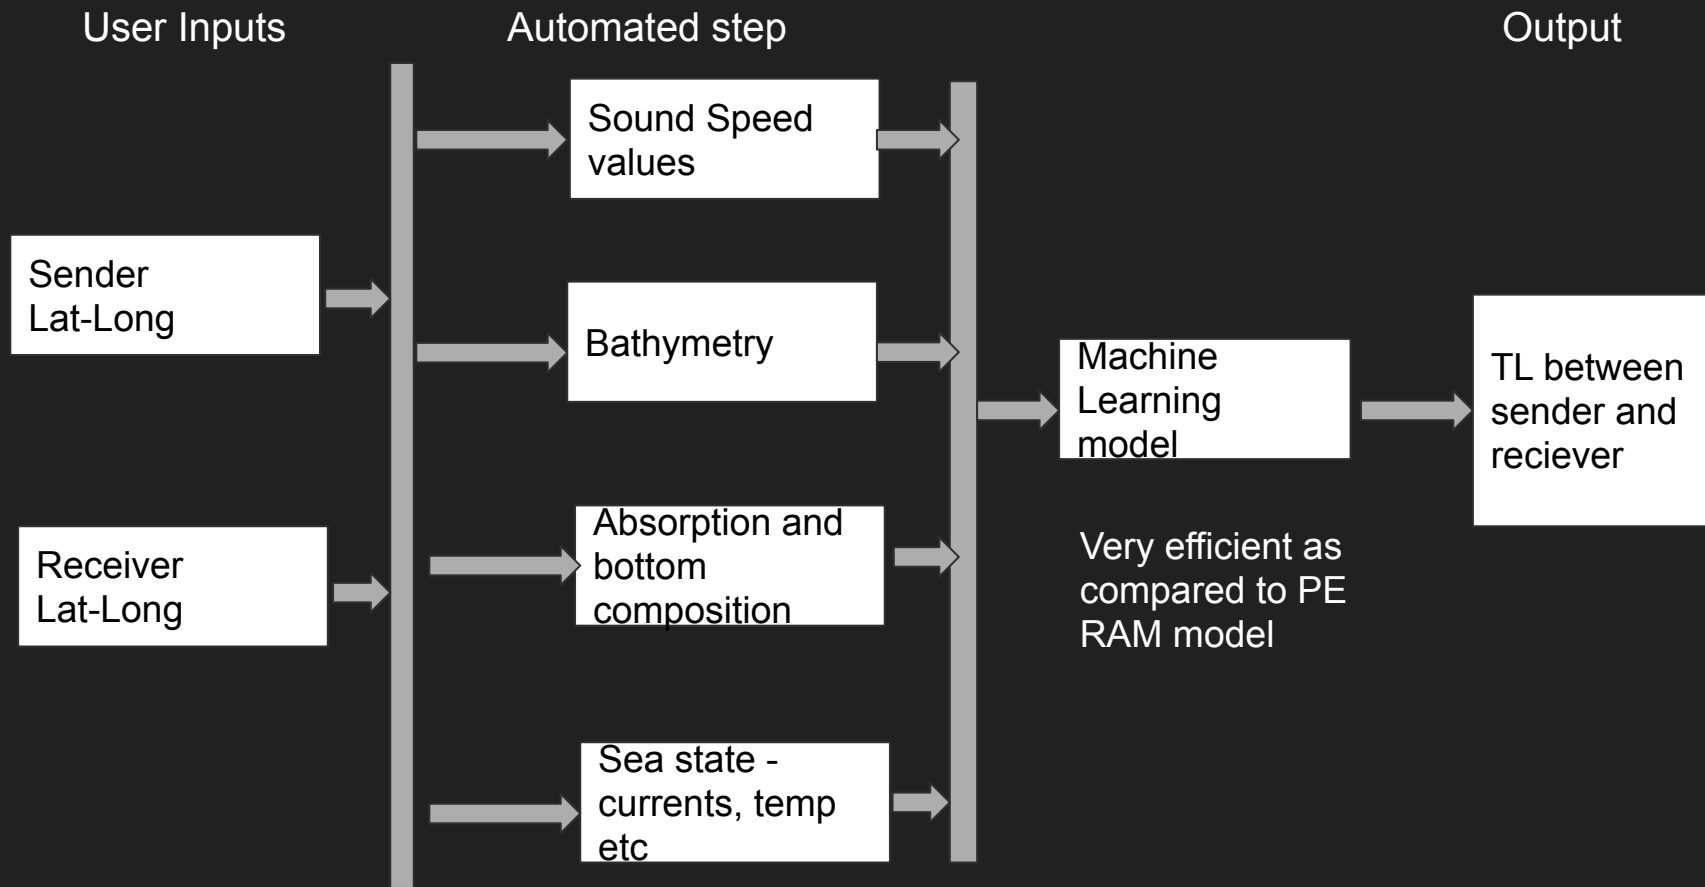 User Inputs
Automated step
Output
Sender
Lat-Long
Receiver
Lat-Long
Sound Speed
values
Bathymetry
Absorption and
bottom
composition
Sea state -
currents, temp
etc
Machine
Learning
model
Very efficient as
compared to PE
RAM model
TL between
sender and
reciever